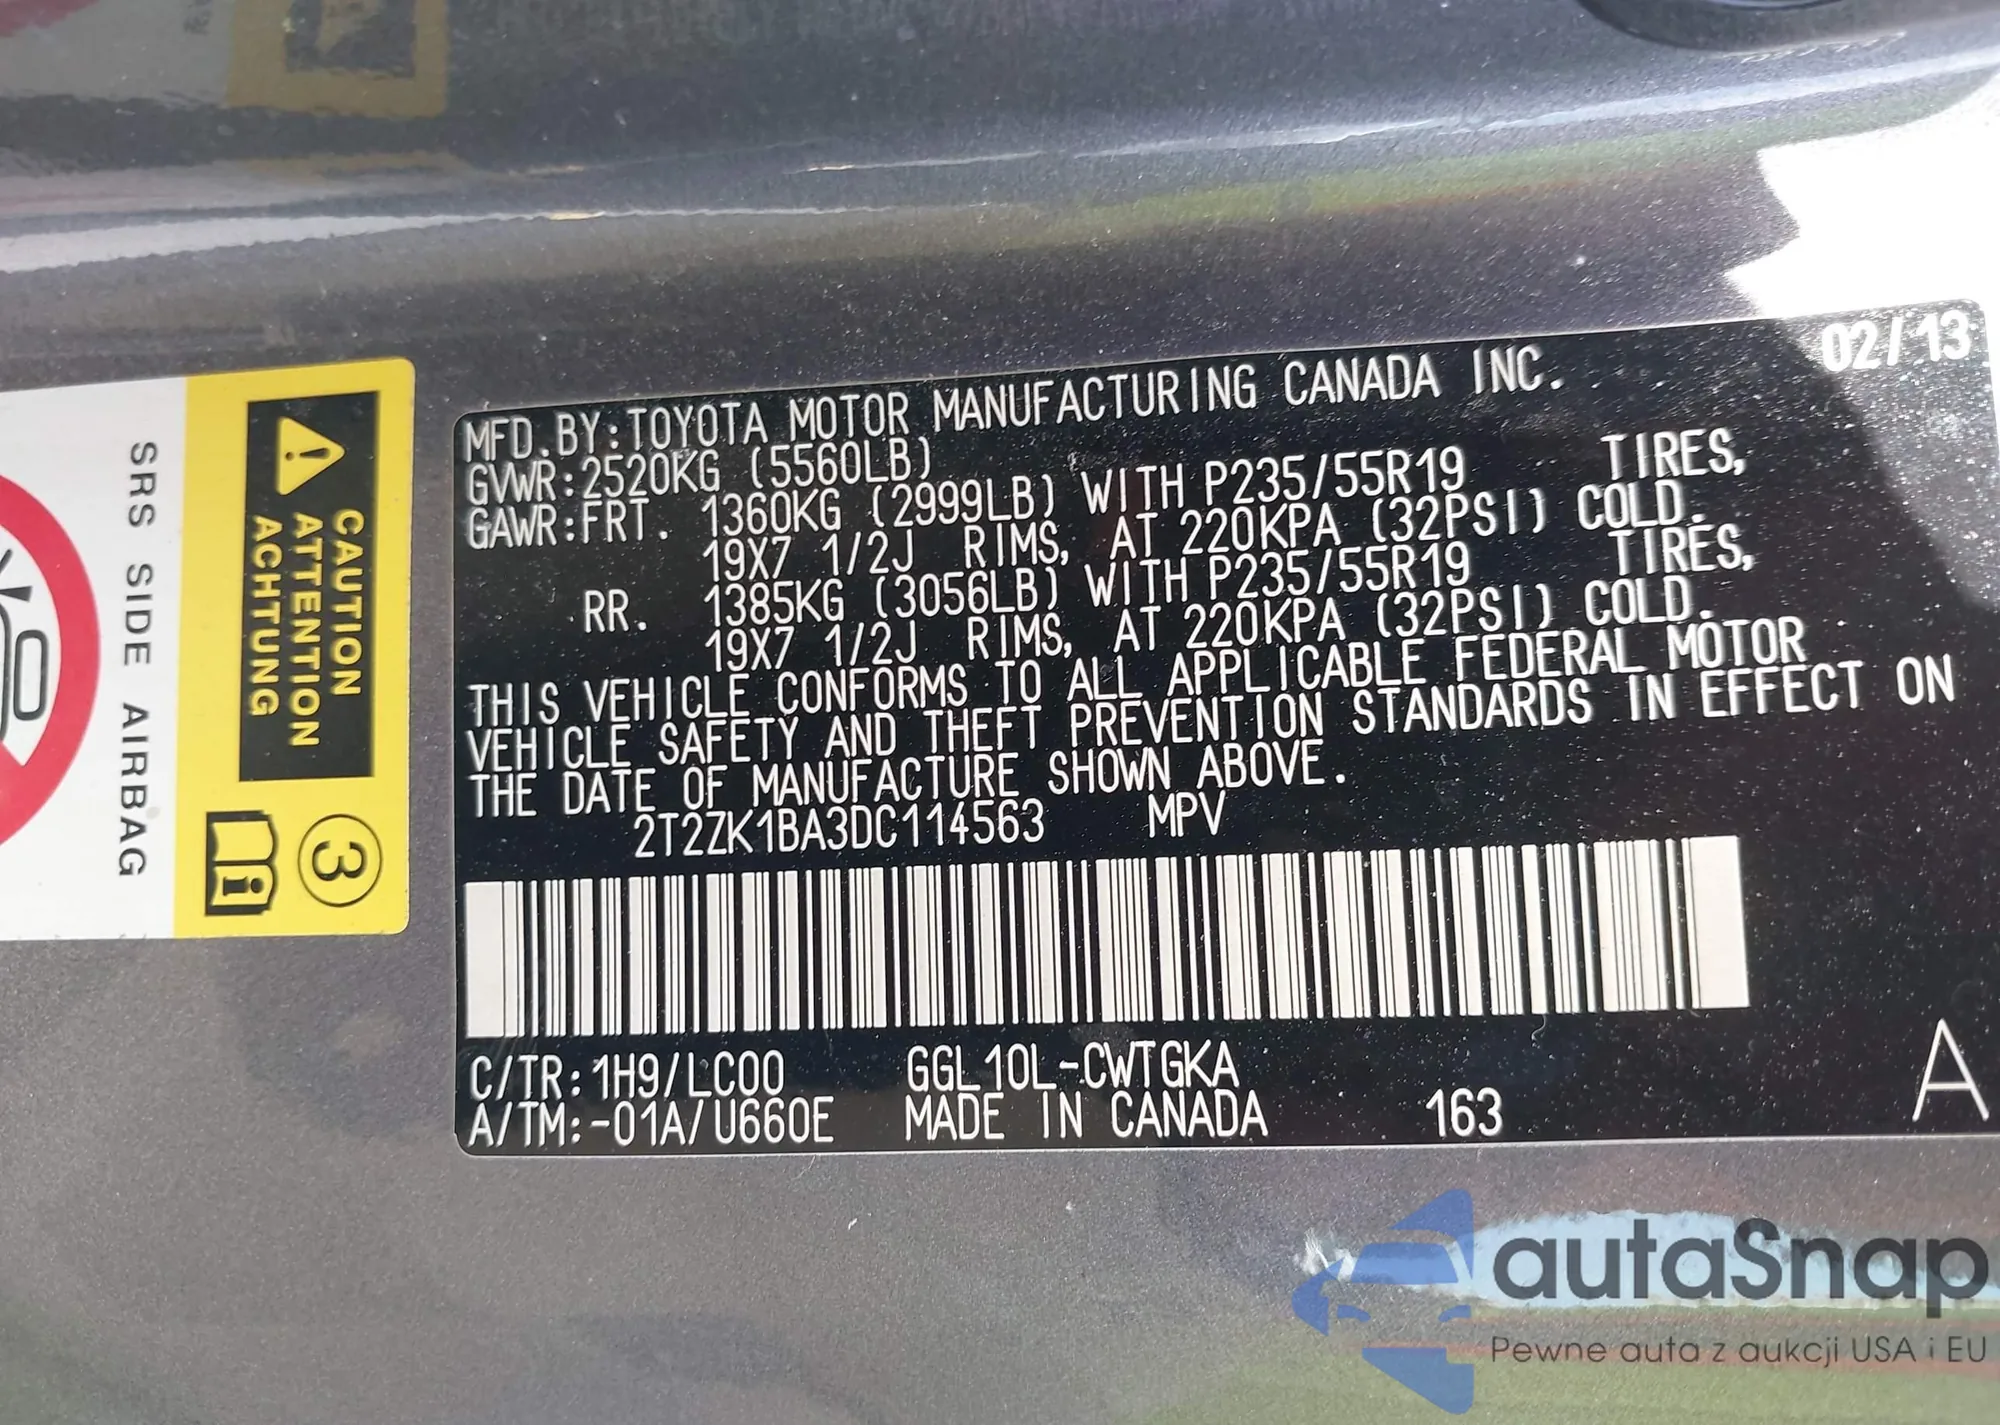 02/13
MFD.BY:TOYOTA MOTOR MANUFACTURING CANADA INC.
GVWR:2520KG (5560LB)
GAWR:FRT. 1360KG (2999LB) WITH P235/55R19 TIRES,
19X7 1/2J RIMS, AT 220KPA (32PSI) COLD.
RR. 1385KG (3056LB) WITH P235/55R19 TIRES,
19X7 1/2J RIMS, AT 220KPA (32PSI) COLD.
THIS VEHICLE CONFORMS TO ALL APPLICABLE FEDERAL MOTOR
VEHICLE SAFETY AND THEFT PREVENTION STANDARDS IN EFFECT ON
THE DATE OF MANUFACTURE SHOWN ABOVE.
2T2ZK1BA3DC114563 MPV
C/TR:1H9/LC00 GGL10L-CWTGKA
A/TM:-01A/U660E MADE IN CANADA 163
A
CAUTION
ATTENTION
ACHTUNG
3
SRS SIDE AIRBAG
autaSnap
Pewne auta z aukcji USA i EU